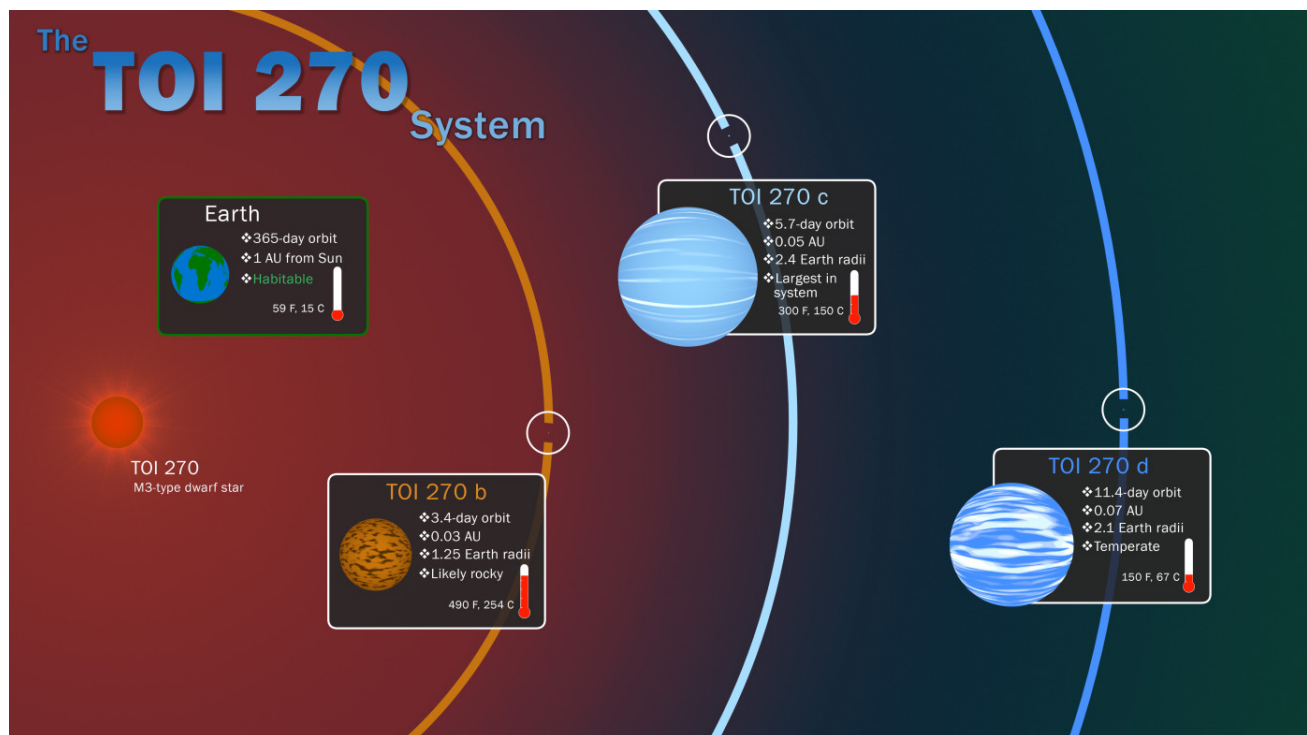 The
TOI 270
System
Earth
❖365-day orbit
❖1 AU from Sun
❖Habitable
59 F, 15 C
TOI 270 c
❖5.7-day orbit
❖0.05 AU
❖2.4 Earth radii
❖Largest in
system
300 F, 150 C
TOI 270
M3-type dwarf star
TOI 270 b
❖3.4-day orbit
❖0.03 AU
❖1.25 Earth radii
❖Likely rocky
490 F, 254 C
TOI 270 d
❖11.4-day orbit
❖0.07 AU
❖2.1 Earth radii
❖Temperate
150 F, 67 C